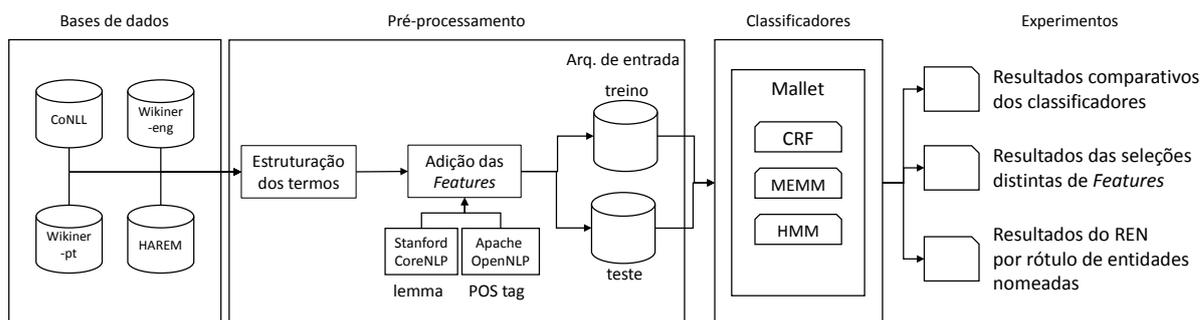 Bases de dados
Pré-processamento
Classificadores
Experimentos
CoNLL
Wikiner
-eng
Wikiner
-pt
HAREM
Estruturação
dos termos
Adição das
Features
Stanford
CoreNLP
lemma
Apache
OpenNLP
POS tag
Arq. de entrada
treino
teste
Mallet
CRF
MEMM
HMM
Resultados comparativos
dos classificadores
Resultados das seleções
distintas de Features
Resultados do REN
por rótulo de entidades
nomeadas